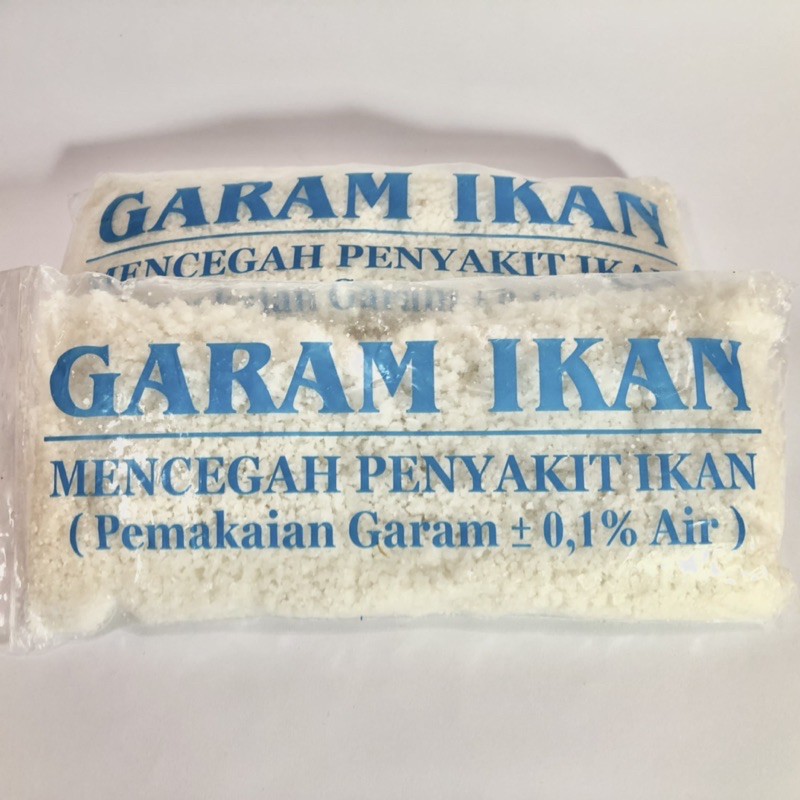 GARAM IKAN
MENCEGAH PENYAKIT IKAN
GARAM IKAN
MENCEGAH PENYAKIT IKAN
( Pemakaian Garam ± 0,1% Air )